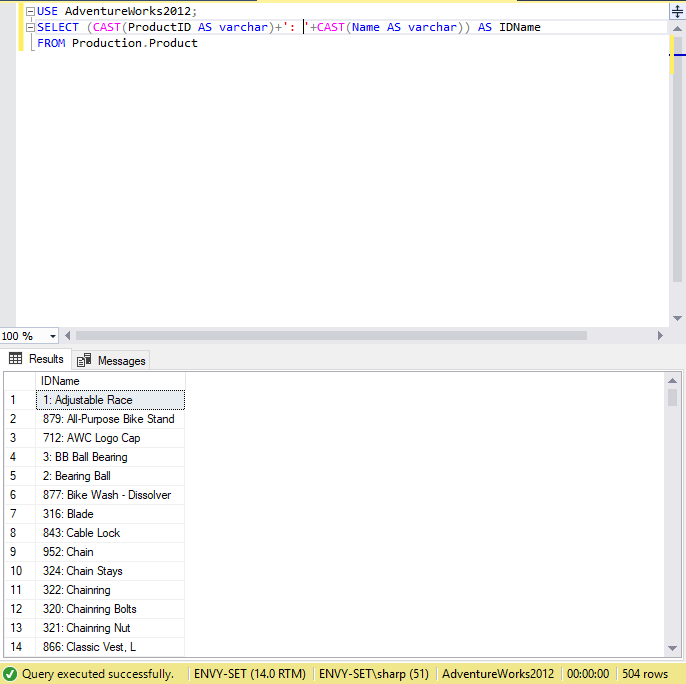 USE AdventureWorks2012;
SELECT (CAST(ProductID AS varchar)+': '+CAST(Name AS varchar)) AS IDName
FROM Production.Product
100 %
Results Messages
IDName
1 1: Adjustable Race
2 879: All-Purpose Bike Stand
3 712: AWC Logo Cap
4 3: BB Ball Bearing
5 2: Bearing Ball
6 877: Bike Wash - Dissolver
7 316: Blade
8 843: Cable Lock
9 952: Chain
10 324: Chain Stays
11 322: Chainring
12 320: Chainring Bolts
13 321: Chainring Nut
14 866: Classic Vest, L
Query executed successfully. ENVY-SET (14.0 RTM) ENVY-SET\sharp (51) AdventureWorks2012 00:00:00 504 rows